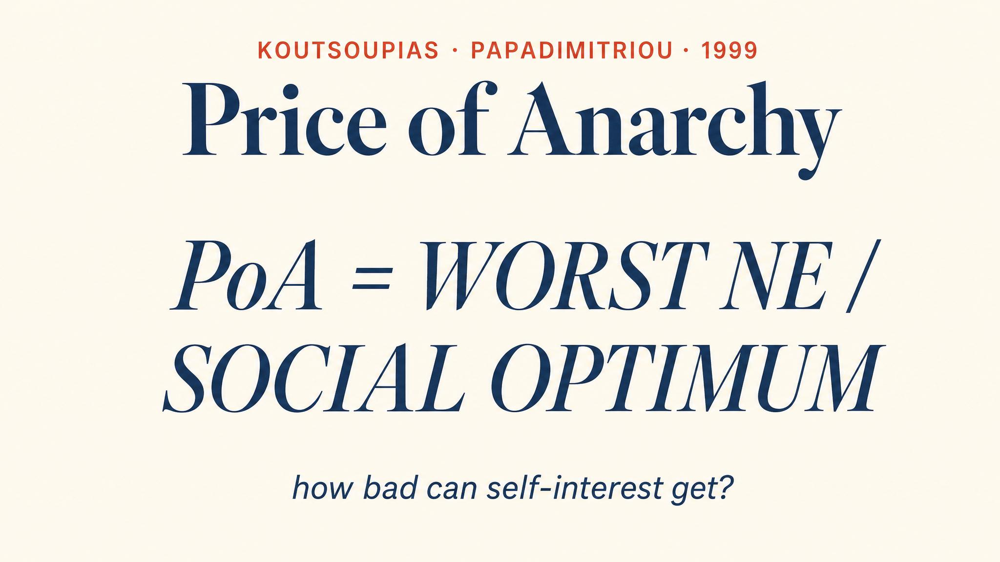 KOUTSOUPIAS · PAPADIMITRIOU · 1999
Price of Anarchy
PoA = WORST NE /
SOCIAL OPTIMUM
how bad can self-interest get?